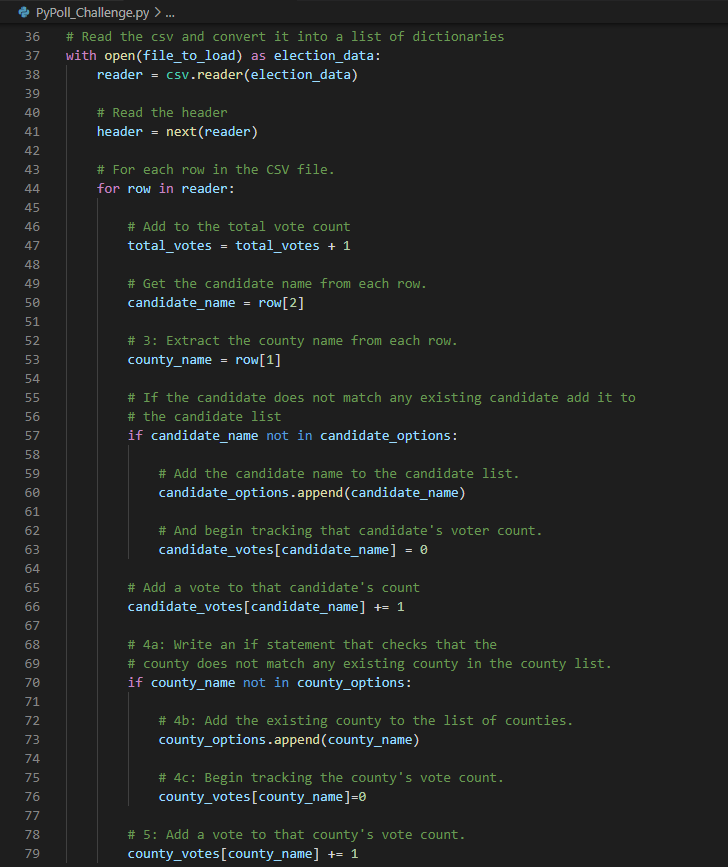 PyPoll_Challenge.py > ...
36 # Read the csv and convert it into a list of dictionaries
37 with open(file_to_load) as election_data:
38     reader = csv.reader(election_data)
39
40     # Read the header
41     header = next(reader)
42
43     # For each row in the CSV file.
44     for row in reader:
45
46         # Add to the total vote count
47         total_votes = total_votes + 1
48
49         # Get the candidate name from each row.
50         candidate_name = row[2]
51
52         # 3: Extract the county name from each row.
53         county_name = row[1]
54
55         # If the candidate does not match any existing candidate add it to
56         # the candidate list
57         if candidate_name not in candidate_options:
58
59             # Add the candidate name to the candidate list.
60             candidate_options.append(candidate_name)
61
62             # And begin tracking that candidate's voter count.
63             candidate_votes[candidate_name] = 0
64
65         # Add a vote to that candidate's count
66         candidate_votes[candidate_name] += 1
67
68         # 4a: Write an if statement that checks that the
69         # county does not match any existing county in the county list.
70         if county_name not in county_options:
71
72             # 4b: Add the existing county to the list of counties.
73             county_options.append(county_name)
74
75             # 4c: Begin tracking the county's vote count.
76             county_votes[county_name]=0
77
78         # 5: Add a vote to that county's vote count.
79         county_votes[county_name] += 1